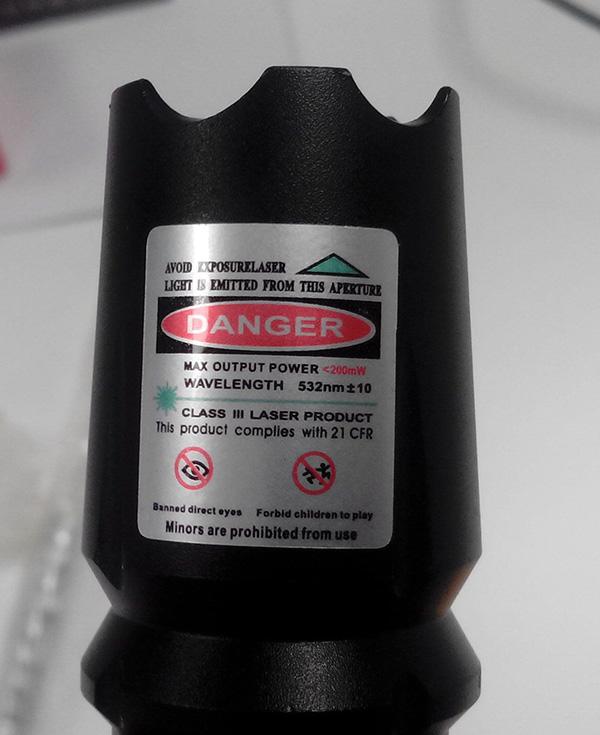 AVOID EXPOSURELASER
LIGHT IS EMITTED FROM THIS APERTURE
DANGER
MAX OUTPUT POWER <200mW
WAVELENGTH 532nm±10
CLASS III LASER PRODUCT
This product complies with 21 CFR
Banned direct eyes Forbid children to play
Minors are prohibited from use